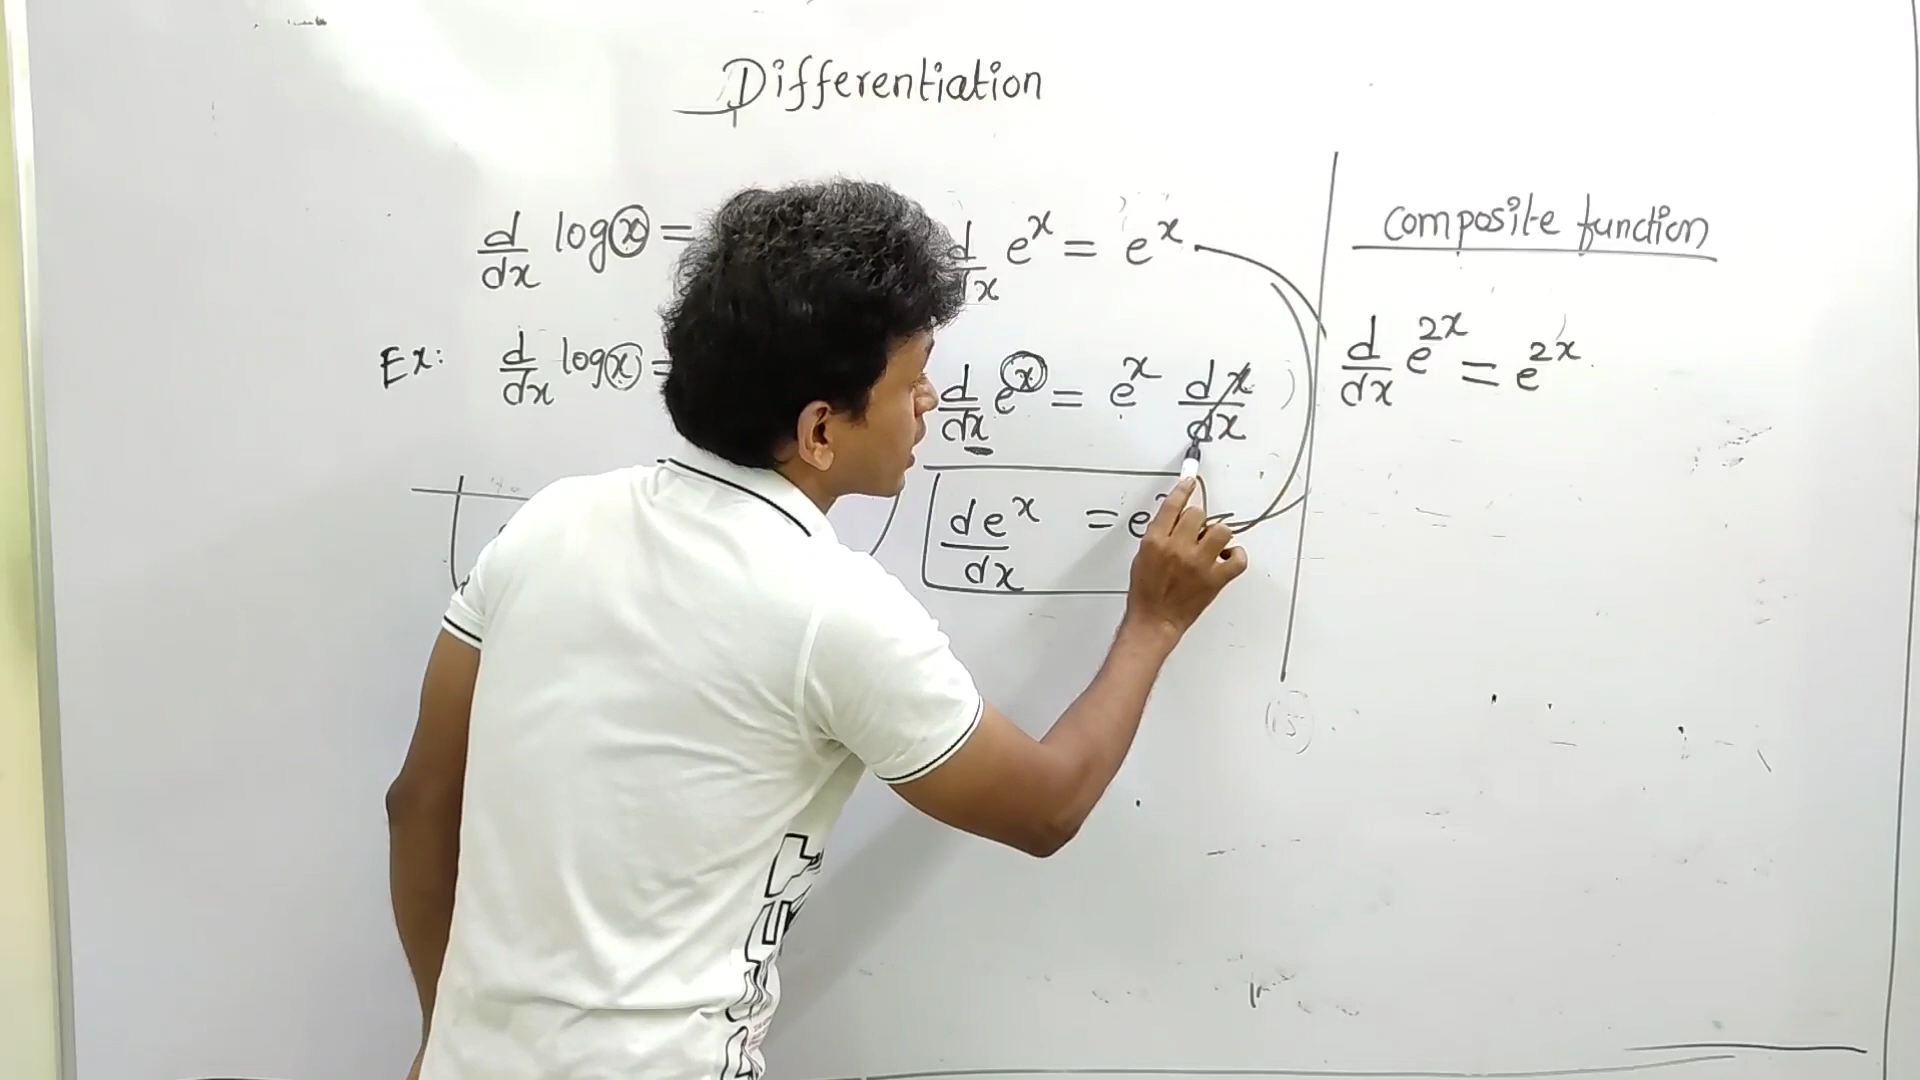 Differentiation
d/dx log x =
d/dx e^x = e^x
Ex: d/dx log x =
d/dx e^x = e^x dx/dx
de^x/dx = e
composite function
d/dx e^2x = e^2x